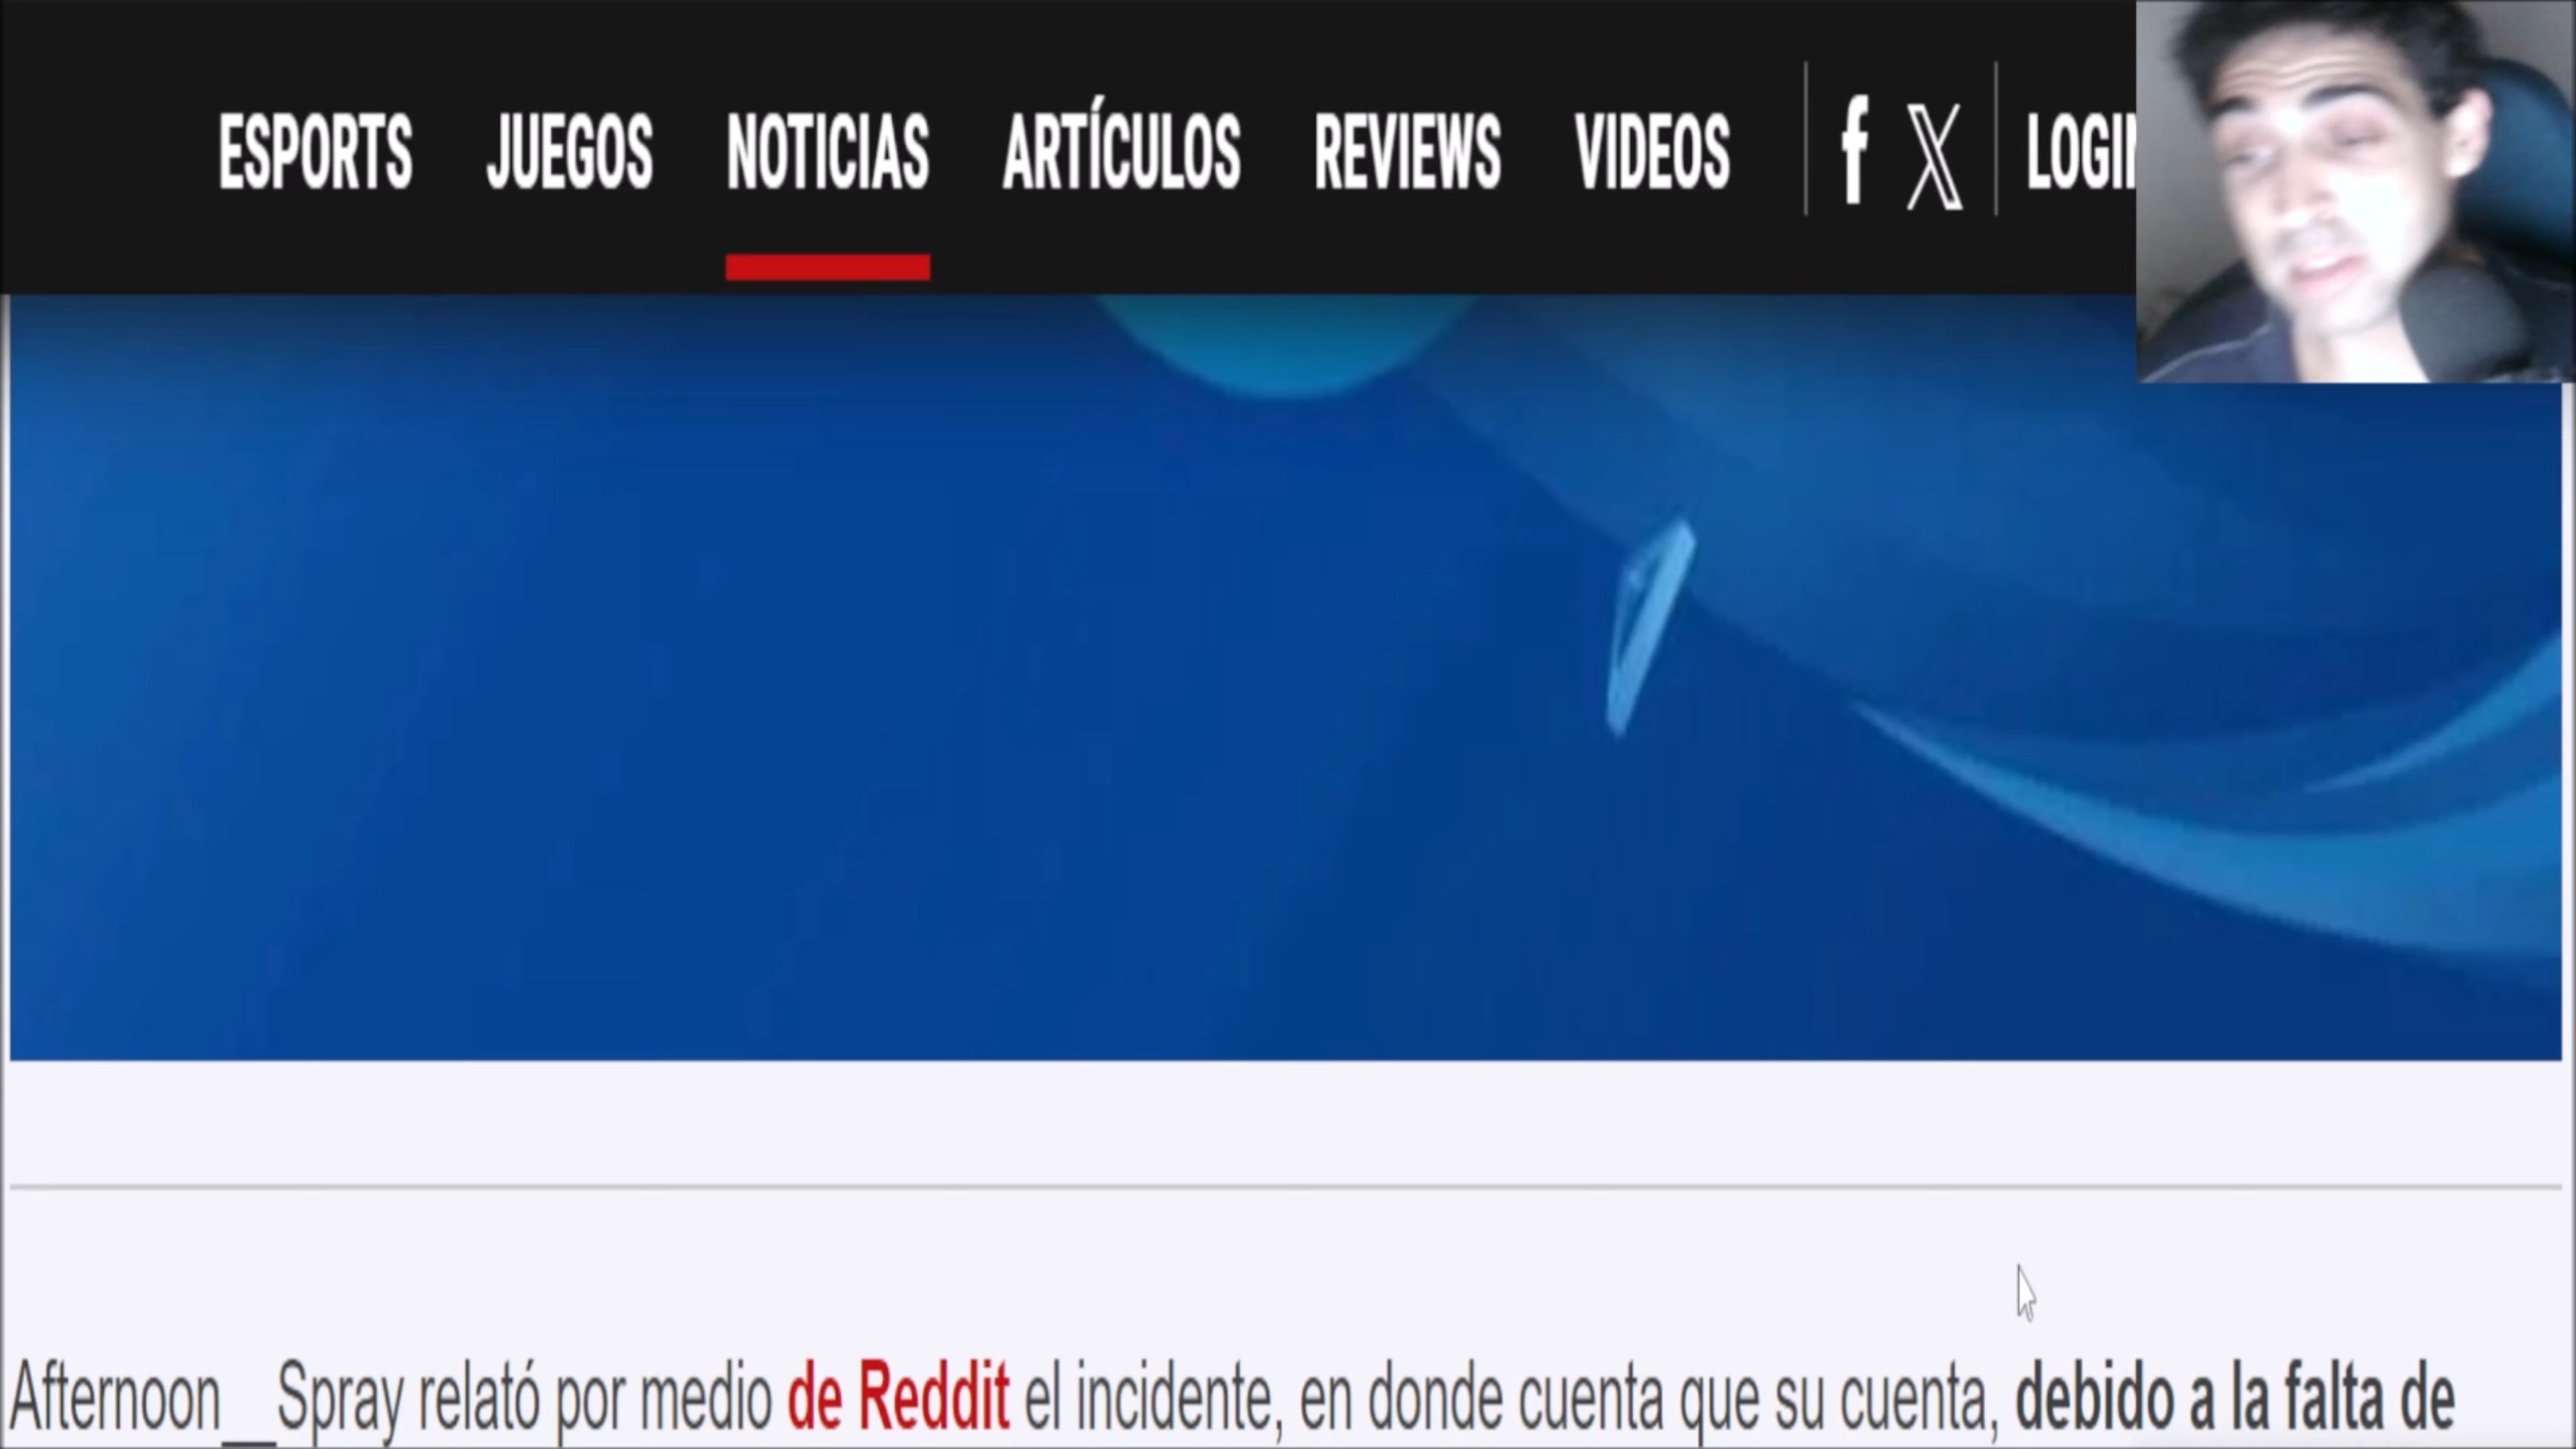 ESPORTS JUEGOS NOTICIAS ARTÍCULOS REVIEWS VIDEOS f X LOGIN
Afternoon__Spray relató por medio de Reddit el incidente, en donde cuenta que su cuenta, debido a la falta de